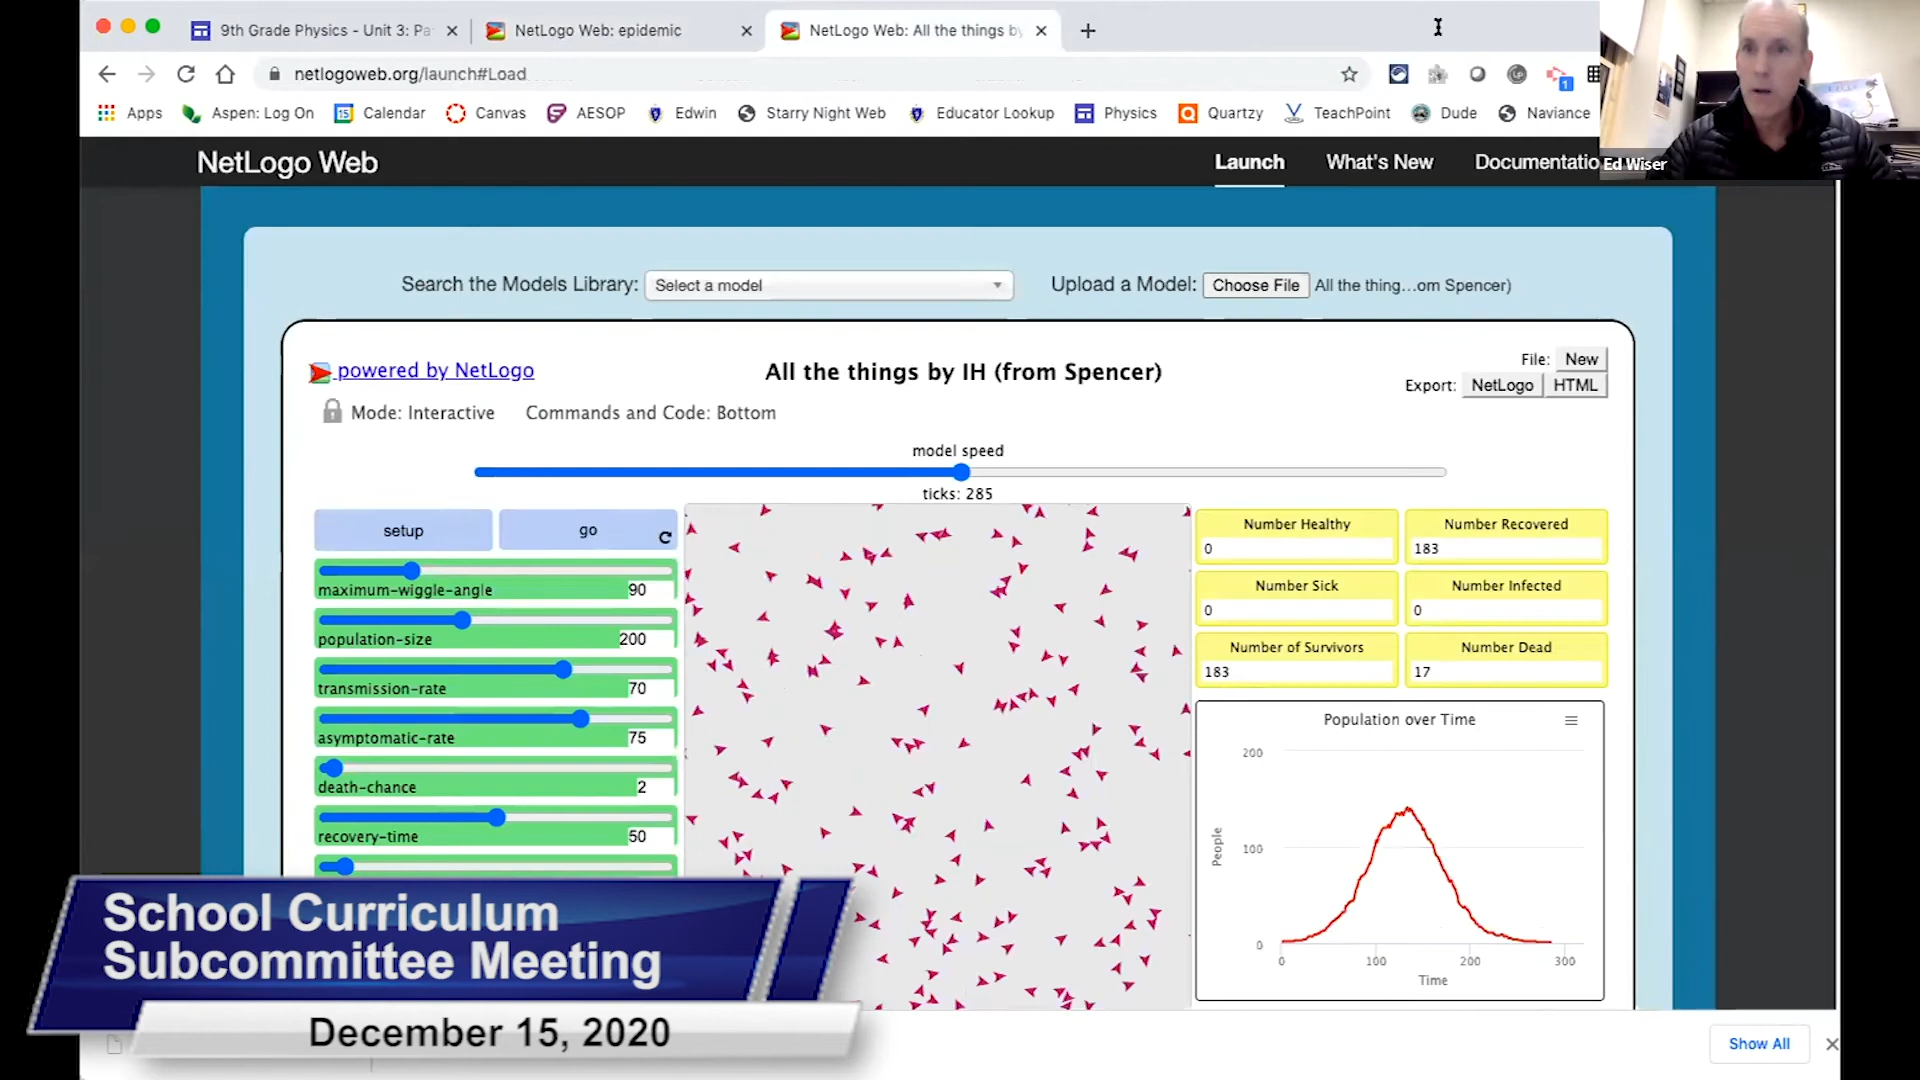 9th Grade Physics - Unit 3: Pa
NetLogo Web: epidemic
NetLogo Web: All the things by
netlogoweb.org/launch#Load
1
Apps
Aspen: Log On
15
Calendar
Canvas
AESOP
Edwin
Starry Night Web
Educator Lookup
Physics
Quartzy
TeachPoint
Dude
Naviance
Ed Wiser
NetLogo Web
Launch
What's New
Documentatio
Search the Models Library:
Select a model
Upload a Model:
Choose File
All the thing...om Spencer)
powered by NetLogo
All the things by IH (from Spencer)
File:
New
Export:
NetLogo
HTML
Mode: Interactive
Commands and Code: Bottom
model speed
ticks: 285
setup
go
maximum-wiggle-angle
90
population-size
200
transmission-rate
70
asymptomatic-rate
75
death-chance
2
recovery-time
50
Number Healthy
0
Number Recovered
183
Number Sick
0
Number Infected
0
Number of Survivors
183
Number Dead
17
Population over Time
People
200
100
0
0
100
200
300
Time
School Curriculum
Subcommittee Meeting
December 15, 2020
Show All